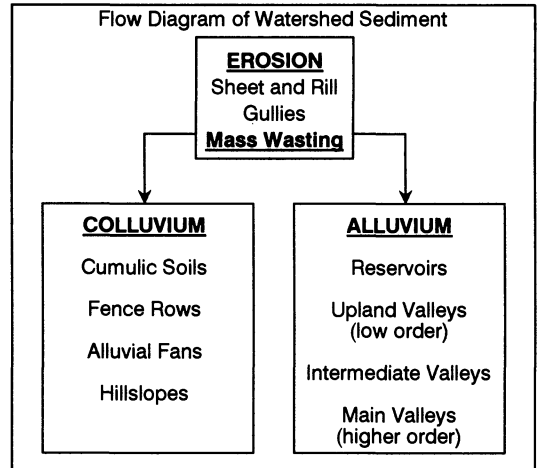 Flow Diagram of Watershed Sediment
EROSION
Sheet and Rill
Gullies
Mass Wasting
COLLUVIUM
Cumulic Soils
Fence Rows
Alluvial Fans
Hillslopes
ALLUVIUM
Reservoirs
Upland Valleys
(low order)
Intermediate Valleys
Main Valleys
(higher order)